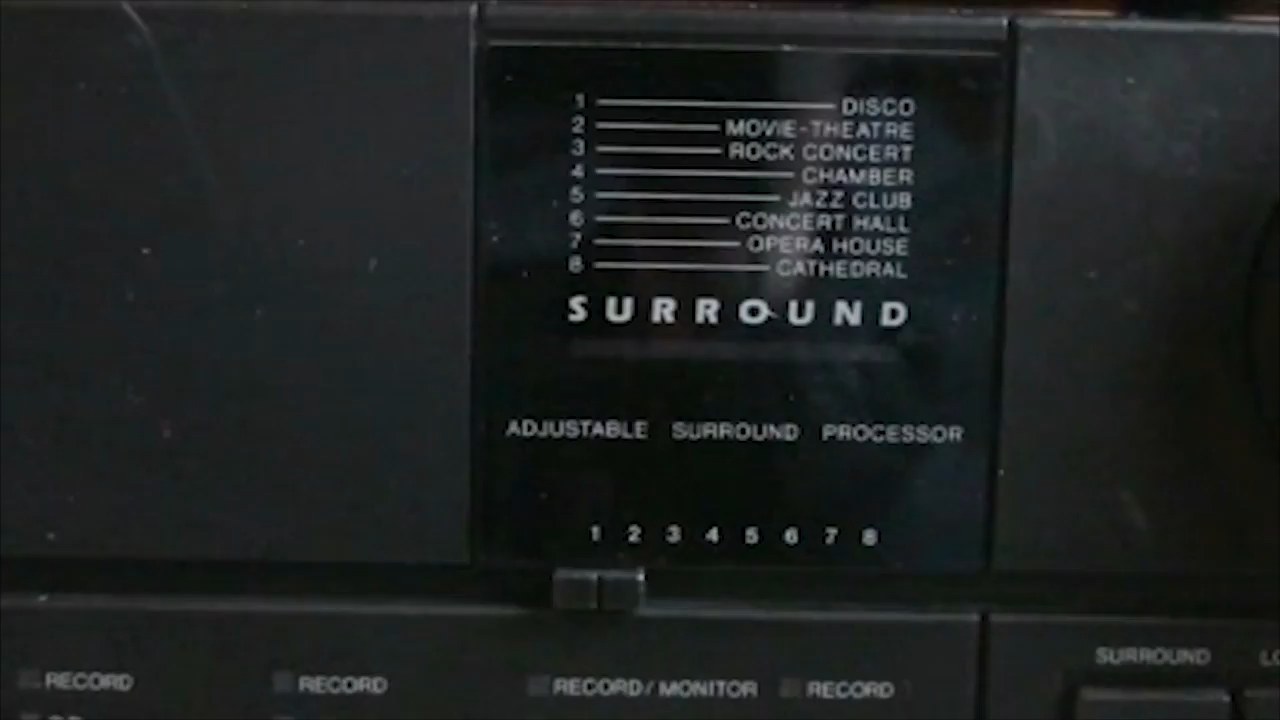 1 DISCO
2 MOVIE-THEATRE
3 ROCK CONCERT
4 CHAMBER
5 JAZZ CLUB
6 CONCERT HALL
7 OPERA HOUSE
8 CATHEDRAL
SURROUND
ADJUSTABLE SURROUND PROCESSOR
1 2 3 4 5 6 7 8
SURROUND
RECORD RECORD RECORD/MONITOR RECORD